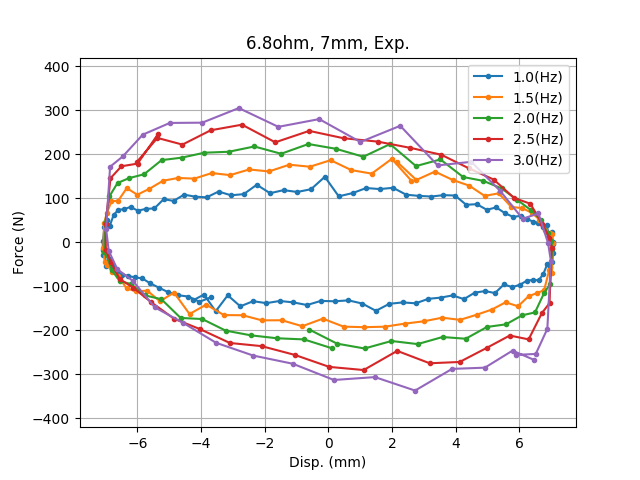 6.8ohm, 7mm, Exp.
400
300
200
100
0
−100
−200
−300
−400
Force (N)
1.0(Hz)
1.5(Hz)
2.0(Hz)
2.5(Hz)
3.0(Hz)
−6 −4 −2 0 2 4 6
Disp. (mm)